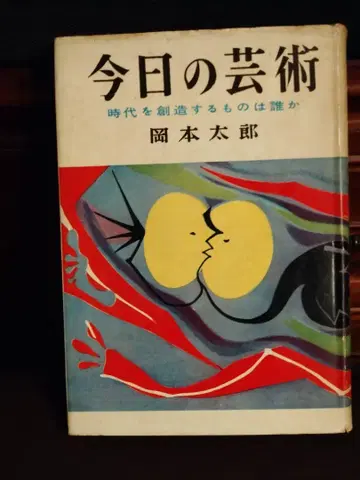 今日の芸術
時代を創造するものは誰か
岡本太郎